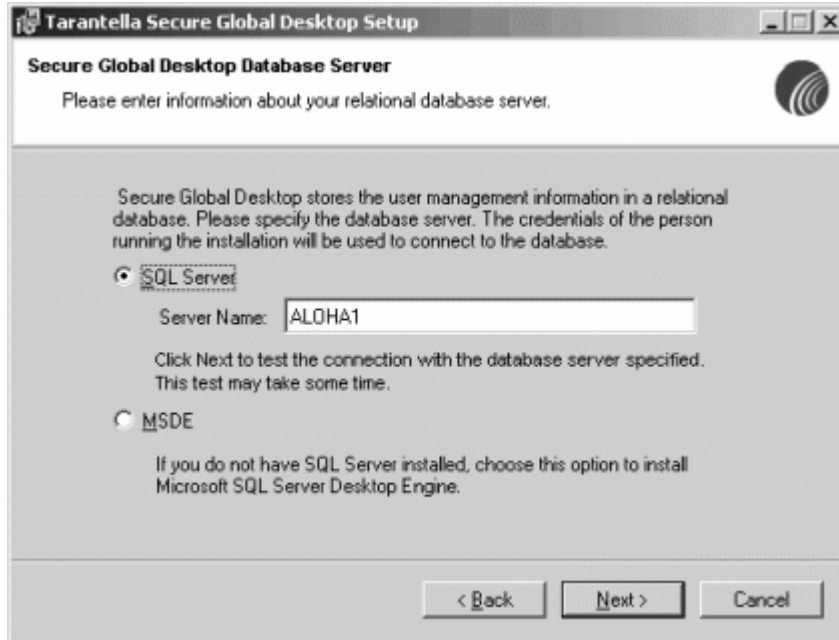 Tarantella Secure Global Desktop Setup
Secure Global Desktop Database Server
Please enter information about your relational database server.
Secure Global Desktop stores the user management information in a relational
database. Please specify the database server. The credentials of the person
running the installation will be used to connect to the database.
SQL Server
Server Name: ALOHA1
Click Next to test the connection with the database server specified.
This test may take some time.
MSDE
If you do not have SQL Server installed, choose this option to install
Microsoft SQL Server Desktop Engine.
< Back Next > Cancel